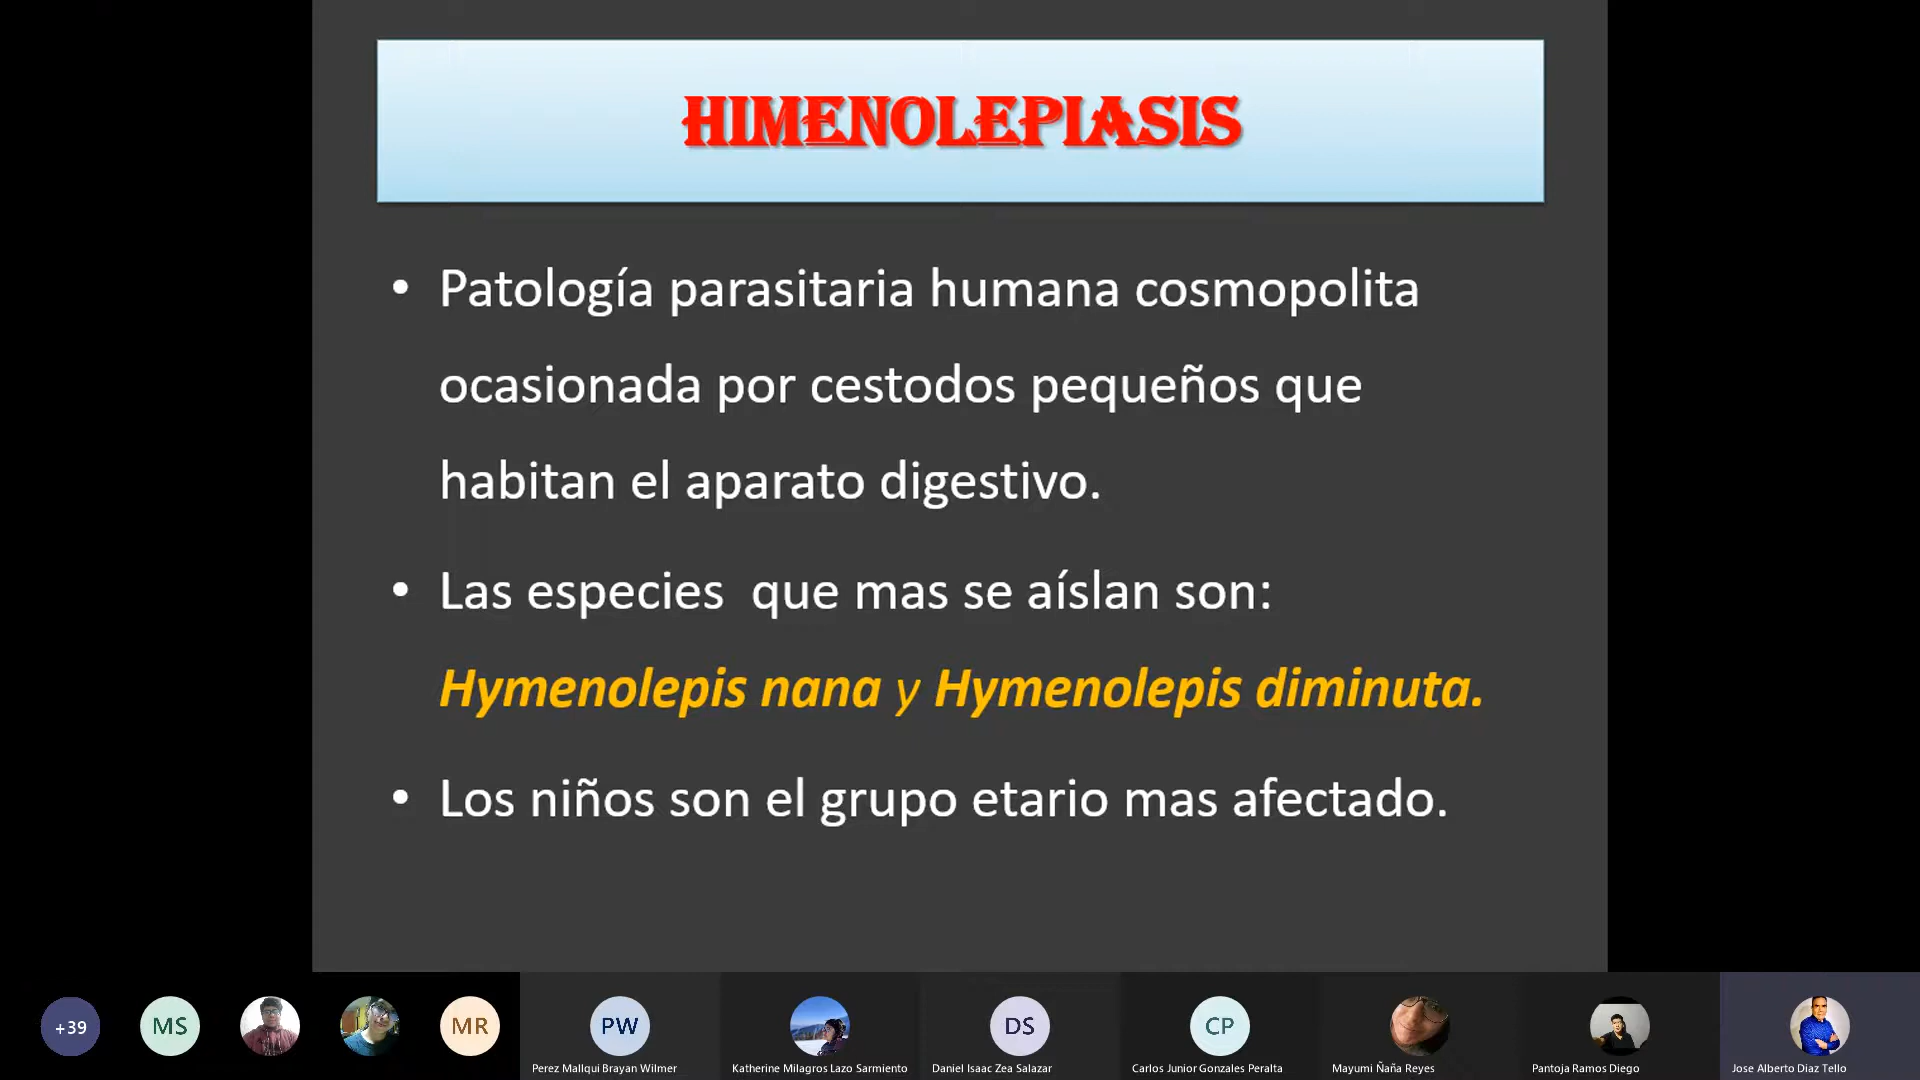 HIMENOLEPIASIS
• Patología parasitaria humana cosmopolita
ocasionada por cestodos pequeños que
habitan el aparato digestivo.
• Las especies  que mas se aíslan son:
Hymenolepis nana y Hymenolepis diminuta.
• Los niños son el grupo etario mas afectado.
+39
MS
MR
PW
DS
CP
Perez Mallqui Brayan Wilmer
Katherine Milagros Lazo Sarmiento
Daniel Isaac Zea Salazar
Carlos Junior Gonzales Peralta
Mayumi Ñaña Reyes
Pantoja Ramos Diego
Jose Alberto Diaz Tello